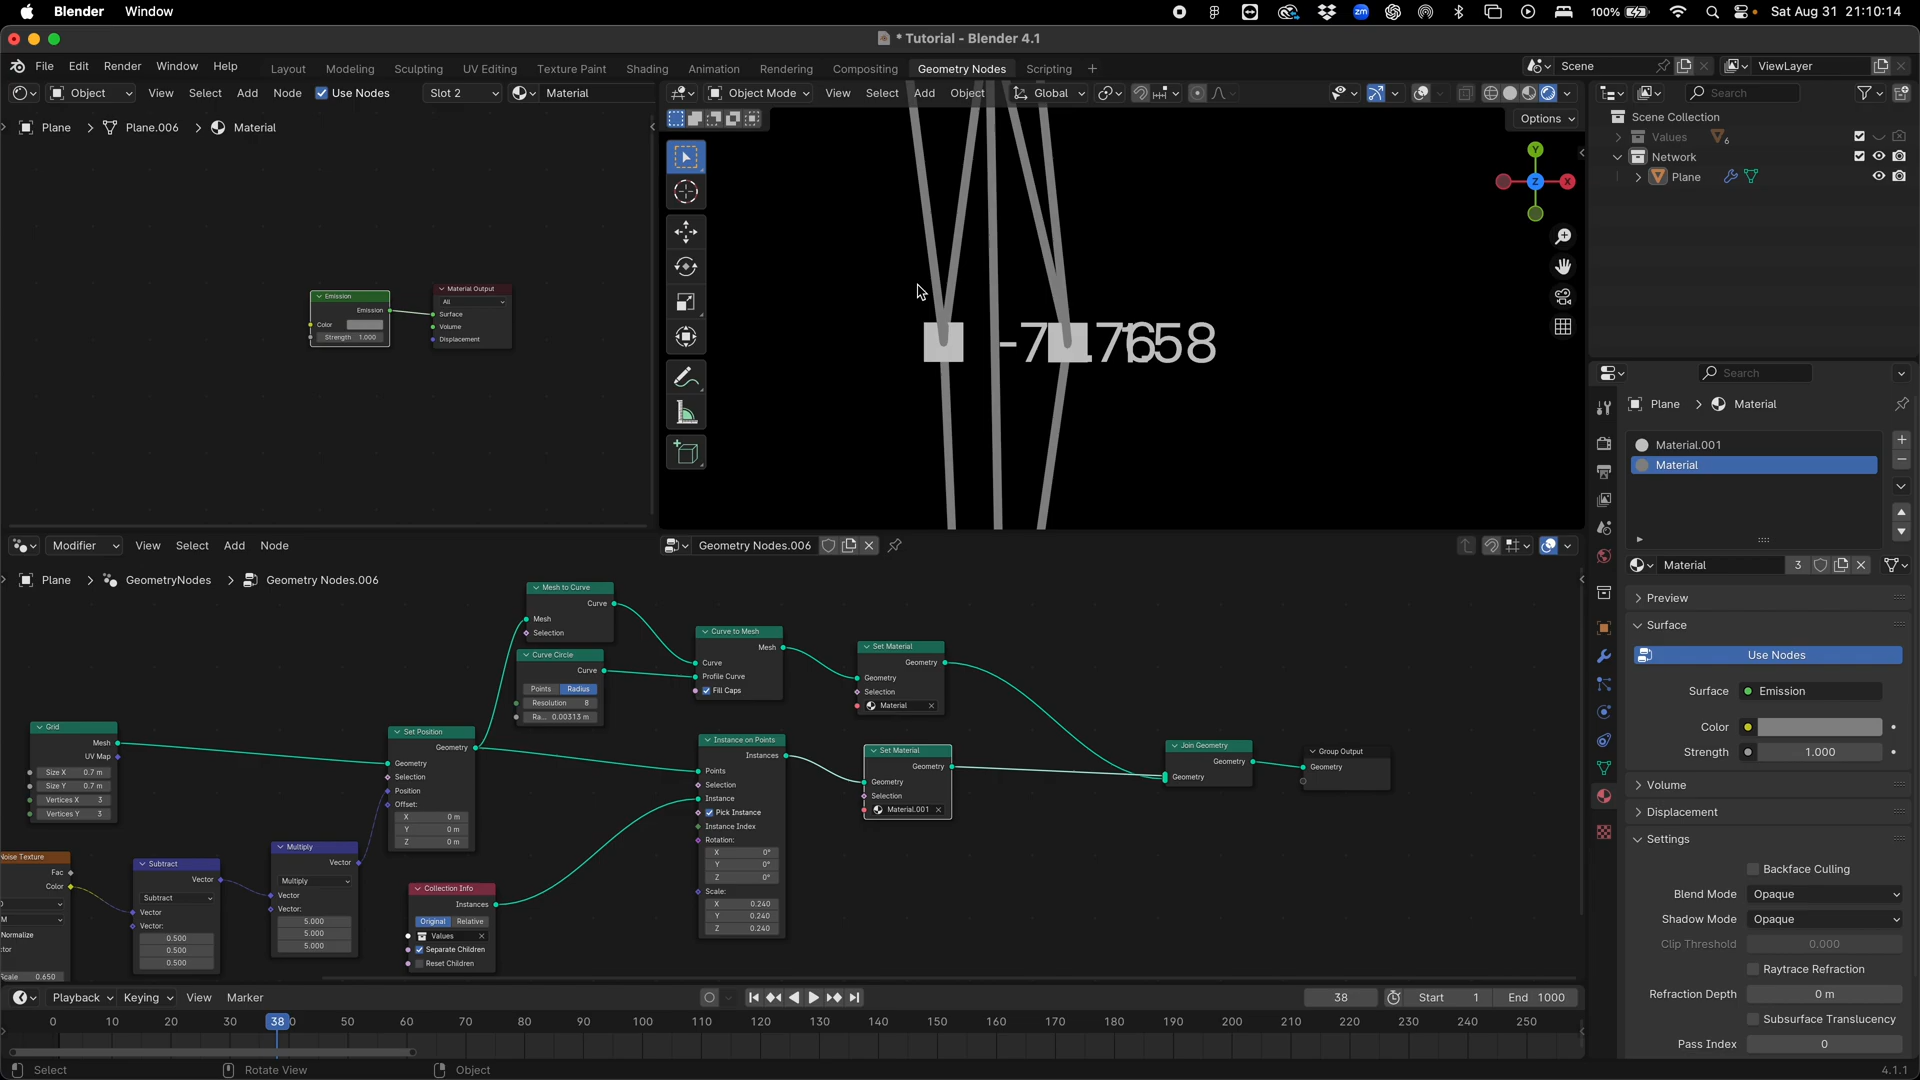 Blender Window 100% Sat Aug 31 21:10:14
* Tutorial - Blender 4.1
File Edit Render Window Help Layout Modeling Sculpting UV Editing Texture Paint Shading Animation Rendering Compositing Geometry Nodes Scripting Scene ViewLayer
Object View Select Add Node Use Nodes Slot 2 Material
Object Mode View Select Add Object Global
Search
Options
Plane Plane.006 Material
Emission
Emission
Color
Strength 1.000
Material Output
All
Surface
Volume
Displacement
Y
X
Z
Scene Collection
Values 6
Network
Plane
Search
Plane Material
Material.001
Material
Material 3
Preview
Surface
Use Nodes
Surface Emission
Color
Strength 1.000
Volume
Displacement
Settings
Backface Culling
Blend Mode Opaque
Shadow Mode Opaque
Clip Threshold 0.000
Raytrace Refraction
Refraction Depth 0 m
Subsurface Translucency
Pass Index 0
Modifier View Select Add Node Geometry Nodes.006
Plane GeometryNodes Geometry Nodes.006
Mesh to Curve
Curve
Mesh
Selection
Curve Circle
Curve
Points Radius
Resolution 8
Ra... 0.00313 m
Curve to Mesh
Mesh
Curve
Profile Curve
Fill Caps
Set Material
Geometry
Geometry
Selection
Material
Grid
Mesh
UV Map
Size X 0.7 m
Size Y 0.7 m
Vertices X 3
Vertices Y 3
Set Position
Geometry
Geometry
Selection
Position
Offset:
X 0 m
Y 0 m
Z 0 m
Instance on Points
Instances
Points
Selection
Instance
Pick Instance
Instance Index
Rotation:
X 0°
Y 0°
Z 0°
Scale:
X 0.240
Y 0.240
Z 0.240
Set Material
Geometry
Geometry
Selection
Material.001
Join Geometry
Geometry
Geometry
Group Output
Geometry
Noise Texture
Fac
Color
Normalize
Scale 0.650
Subtract
Vector
Subtract
Vector
Vector:
0.500
0.500
0.500
Multiply
Vector
Multiply
Vector
Vector:
5.000
5.000
5.000
Collection Info
Instances
Original Relative
Values
Separate Children
Reset Children
Playback Keying View Marker 38 Start 1 End 1000
0 10 20 30 38 50 60 70 80 90 100 110 120 130 140 150 160 170 180 190 200 210 220 230 240 250
Select Rotate View Object 4.1.1